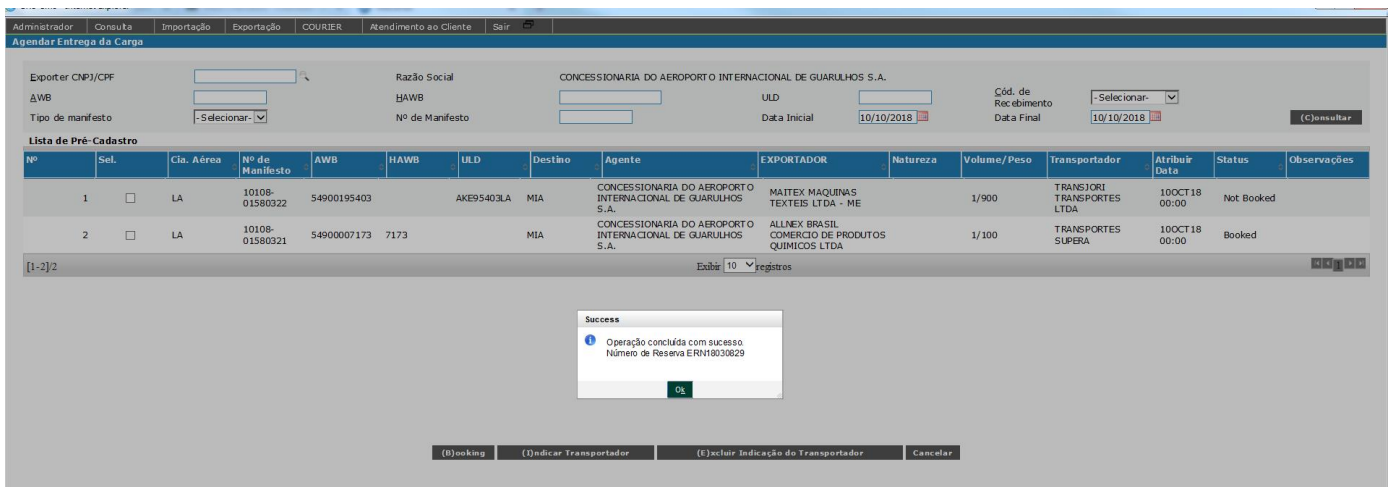 Administrador Consulta Importação Exportação COURIER Atendimento ao Cliente Sair
Agendar Entrega da Carga
Exporter CNPJ/CPF Razão Social CONCESSIONARIA DO AEROPORTO INTERNACIONAL DE GUARULHOS S.A.
AWB HAWB ULD Cód. de Recebimento -Selecionar-
Tipo de manifesto -Selecionar- Nº de Manifesto Data Inicial 10/10/2018 Data Final 10/10/2018 (C)onsultar
Lista de Pré-Cadastro
Nº Sel. Cia. Aérea Nº de Manifesto AWB HAWB ULD Destino Agente EXPORTADOR Natureza Volume/Peso Transportador Atribuir Data Status Observações
1 LA 10108-01580322 54900195403 AKE95403LA MIA CONCESSIONARIA DO AEROPORTO INTERNACIONAL DE GUARULHOS S.A. MAITEX MAQUINAS TEXTEIS LTDA - ME 1/900 TRANSJORI TRANSPORTES LTDA 10OCT18 00:00 Not Booked
2 LA 10108-01580321 54900007173 7173 MIA CONCESSIONARIA DO AEROPORTO INTERNACIONAL DE GUARULHOS S.A. ALLNEX BRASIL COMERCIO DE PRODUTOS QUIMICOS LTDA 1/100 TRANSPORTES SUPERA 10OCT18 00:00 Booked
[1-2]/2 Exibir 10 registros 1
Success
Operação concluída com sucesso.
Número de Reserva ERN18030829
Ok
(B)ooking (I)ndicar Transportador (E)xcluir Indicação do Transportador Cancelar